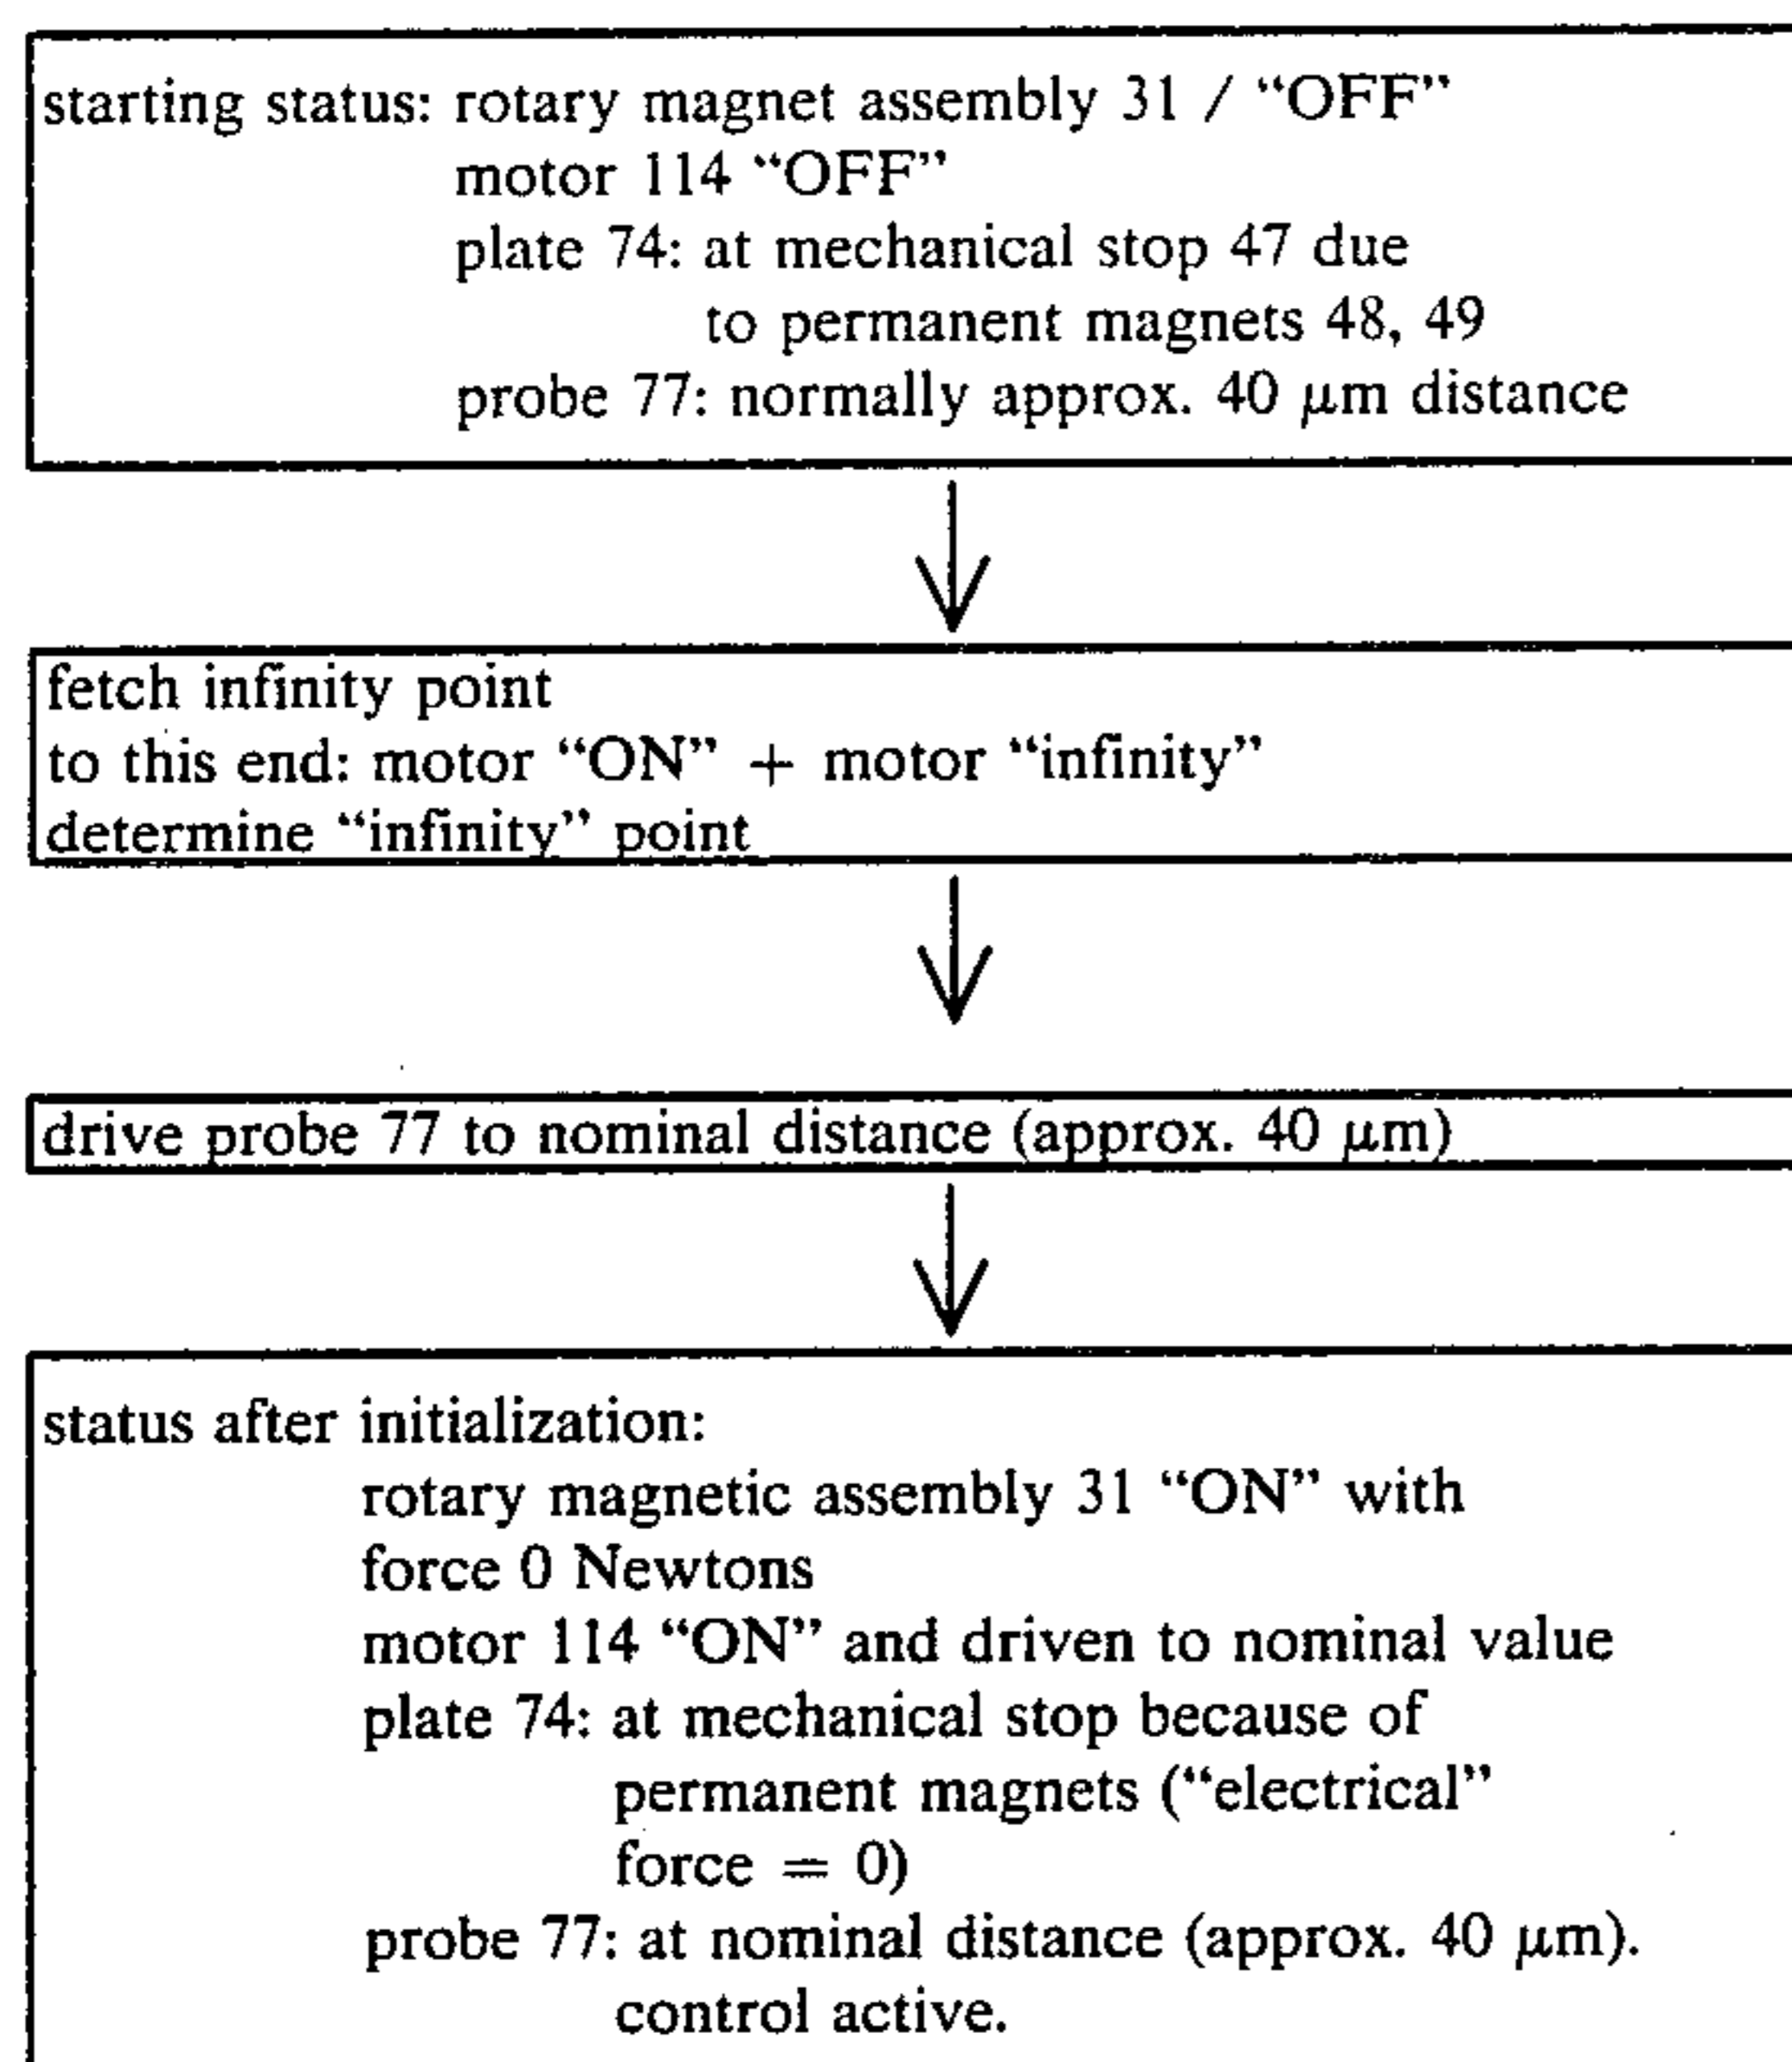 starting status: rotary magnet assembly 31 / “OFF”
motor 114 “OFF”
plate 74: at mechanical stop 47 due
to permanent magnets 48, 49
probe 77: normally approx. 40 μm distance
fetch infinity point
to this end: motor “ON” + motor “infinity”
determine “infinity” point
drive probe 77 to nominal distance (approx. 40 μm)
status after initialization:
rotary magnetic assembly 31 “ON” with
force 0 Newtons
motor 114 “ON” and driven to nominal value
plate 74: at mechanical stop because of
permanent magnets (“electrical”
force = 0)
probe 77: at nominal distance (approx. 40 μm).
control active.